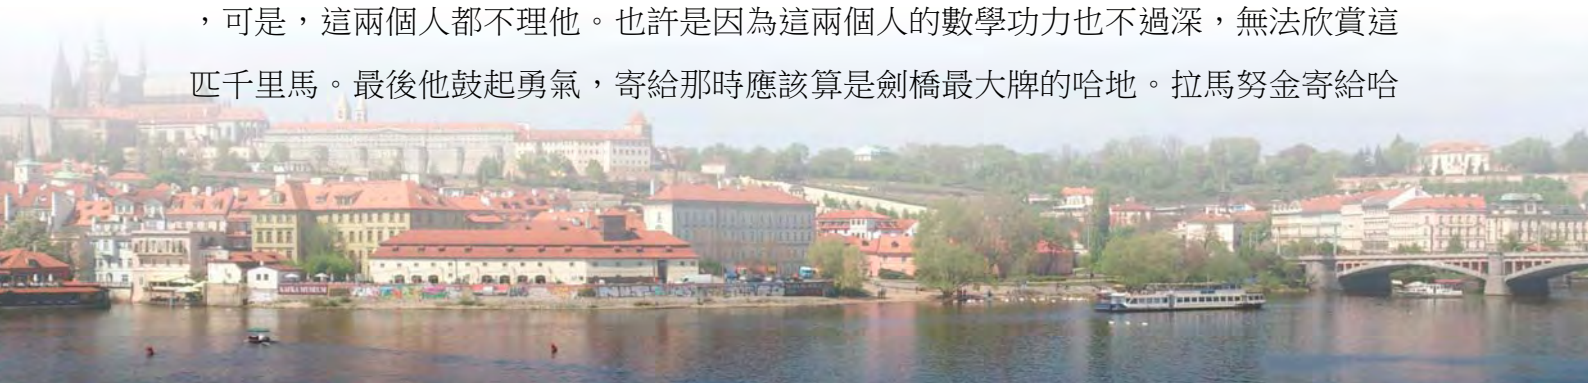 ，可是，這兩個人都不理他。也許是因為這兩個人的數學功力也不過深，無法欣賞這
匹千里馬。最後他鼓起勇氣，寄給那時應該算是劍橋最大牌的哈地。拉馬努金寄給哈
KAFKA MUSEUM